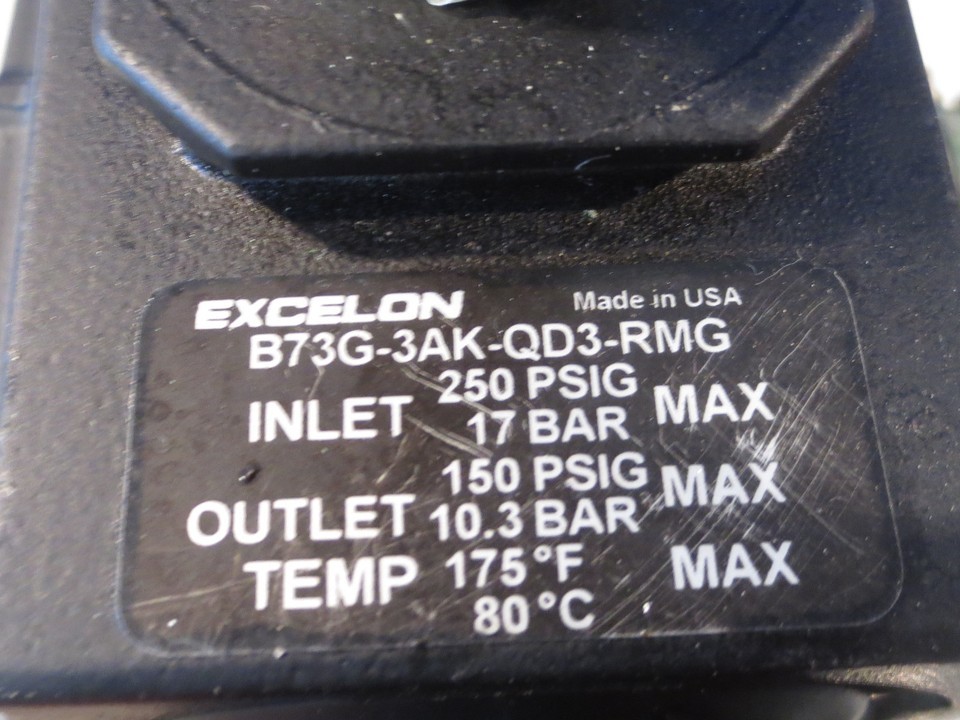 EXCELON Made in USA
B73G-3AK-QD3-RMG
INLET 250 PSIG 17 BAR MAX
OUTLET 150 PSIG 10.3 BAR MAX
TEMP 175 °F 80 °C MAX